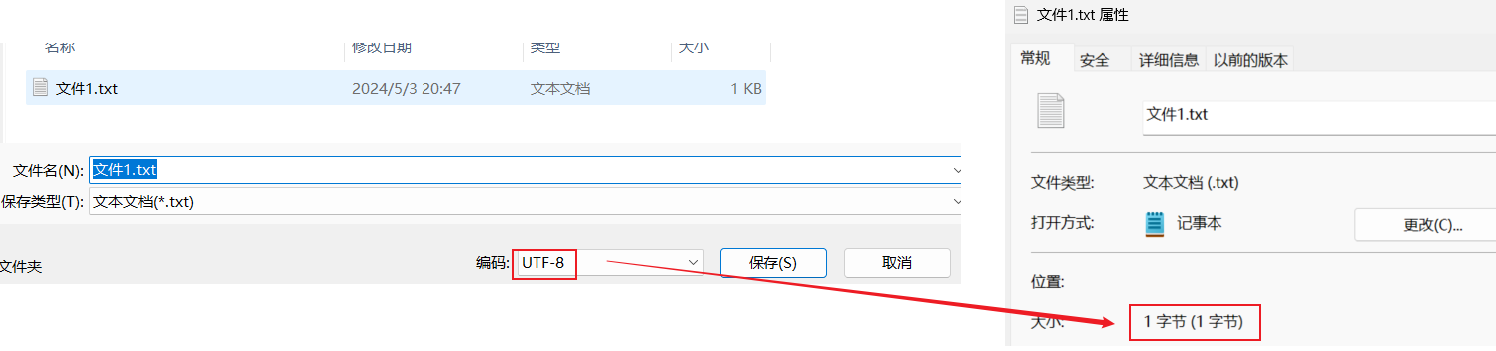 名称 修改日期 类型 大小
文件1.txt 2024/5/3 20:47 文本文档 1 KB
文件名(N): 文件1.txt
保存类型(T): 文本文档(*.txt)
文件夹 编码: UTF-8 保存(S) 取消
文件1.txt 属性
常规 安全 详细信息 以前的版本
文件1.txt
文件类型: 文本文档 (.txt)
打开方式: 记事本 更改(C)...
位置:
大小: 1 字节 (1 字节)